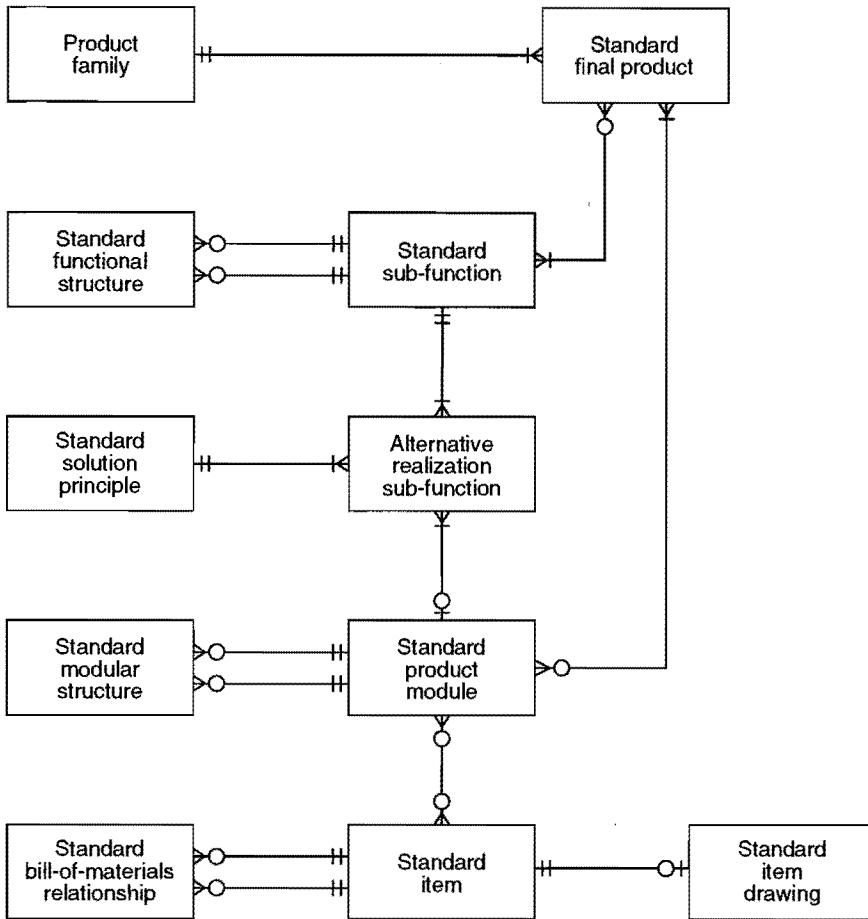 Product
family
Standard
final product
Standard
functional
structure
Standard
sub-function
Standard
solution
principle
Alternative
realization
sub-function
Standard
modular
structure
Standard
product
module
Standard
bill-of-materials
relationship
Standard
item
Standard
item
drawing